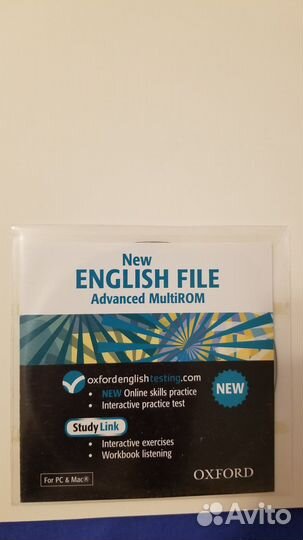 New
ENGLISH FILE
Advanced MultiROM
oxfordenglishtesting.com
• NEW Online skills practice
• Interactive practice test
NEW
Study Link
• Interactive exercises
• Workbook listening
For PC & Mac®
OXFORD
Avito